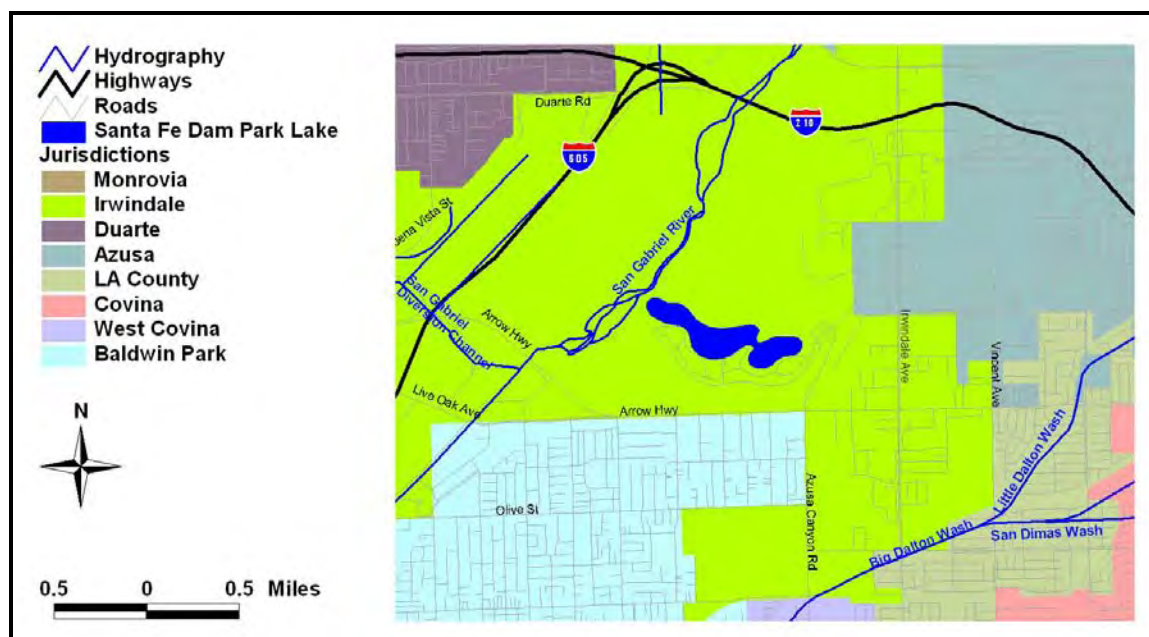 Hydrography
Highways
Roads
Santa Fe Dam Park Lake
Jurisdictions
Monrovia
Irwindale
Duarte
Azusa
LA County
Covina
West Covina
Baldwin Park
N
0.5 0 0.5 Miles
Duarte Rd
210
605
ena Vista St
San Gabriel River
San Gabriel
Diversion Channel
Arrow Hwy
Irwindale Ave
Vincent Ave
Live Oak Ave
Arrow Hwy
Little Dalton Wash
Olive St
Azusa Canyon Rd
Big Dalton Wash
San Dimas Wash